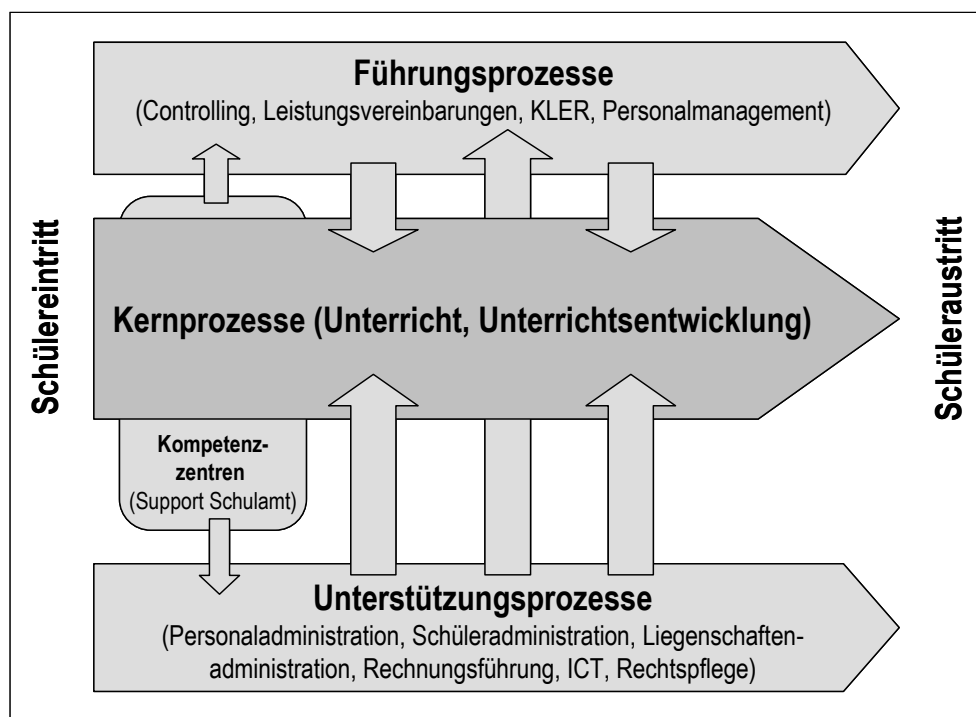 Führungsprozesse
(Controlling, Leistungsvereinbarungen, KLER, Personalmanagement)
Schülereintritt
Kernprozesse (Unterricht, Unterrichtsentwicklung)
Schüleraustritt
Kompetenz-
zentren
(Support Schulamt)
Unterstützungsprozesse
(Personaladministration, Schüleradministration, Liegenschaften-
administration, Rechnungsführung, ICT, Rechtspflege)